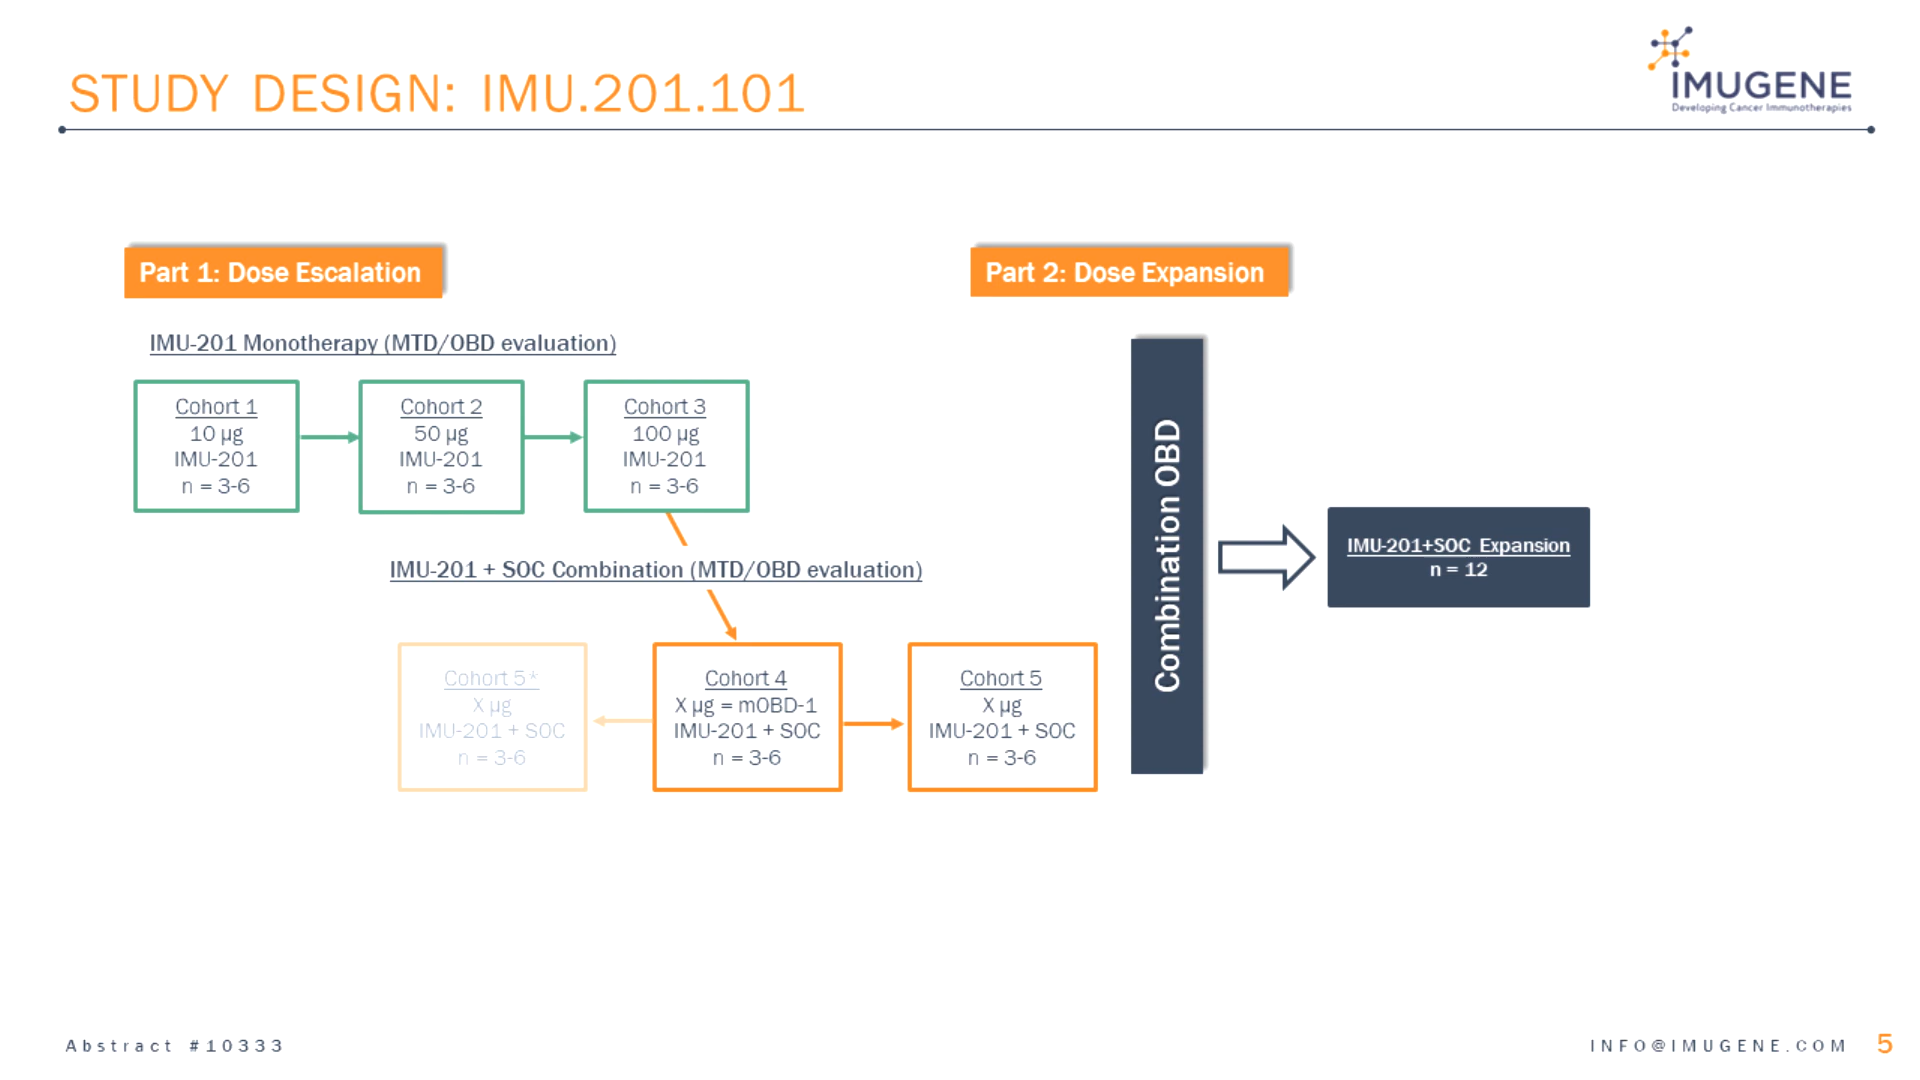 STUDY DESIGN: IMU.201.101
IMUGENE
Developing Cancer Immunotherapies
Part 1: Dose Escalation
IMU-201 Monotherapy (MTD/OBD evaluation)
Cohort 1
10 µg
IMU-201
n = 3-6
Cohort 2
50 µg
IMU-201
n = 3-6
Cohort 3
100 µg
IMU-201
n = 3-6
IMU-201 + SOC Combination (MTD/OBD evaluation)
Cohort 5*
X µg
IMU-201 + SOC
n = 3-6
Cohort 4
X µg = mOBD-1
IMU-201 + SOC
n = 3-6
Cohort 5
X µg
IMU-201 + SOC
n = 3-6
Part 2: Dose Expansion
Combination OBD
IMU-201+SOC Expansion
n = 12
Abstract #10333
INFO@IMUGENE.COM
5